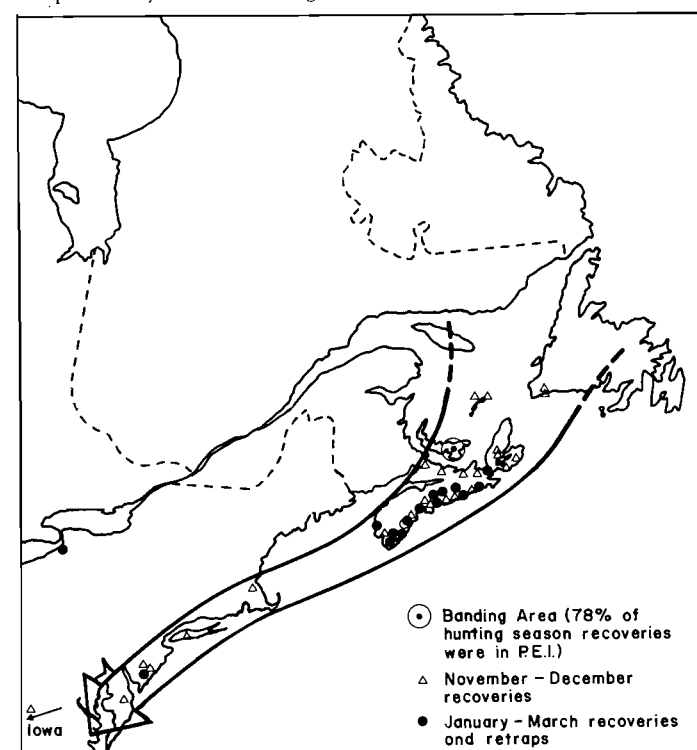 Banding Area (78% of
hunting season recoveries
were in P.E.I.)
November - December
recoveries
January - March recoveries
and retraps
Iowa